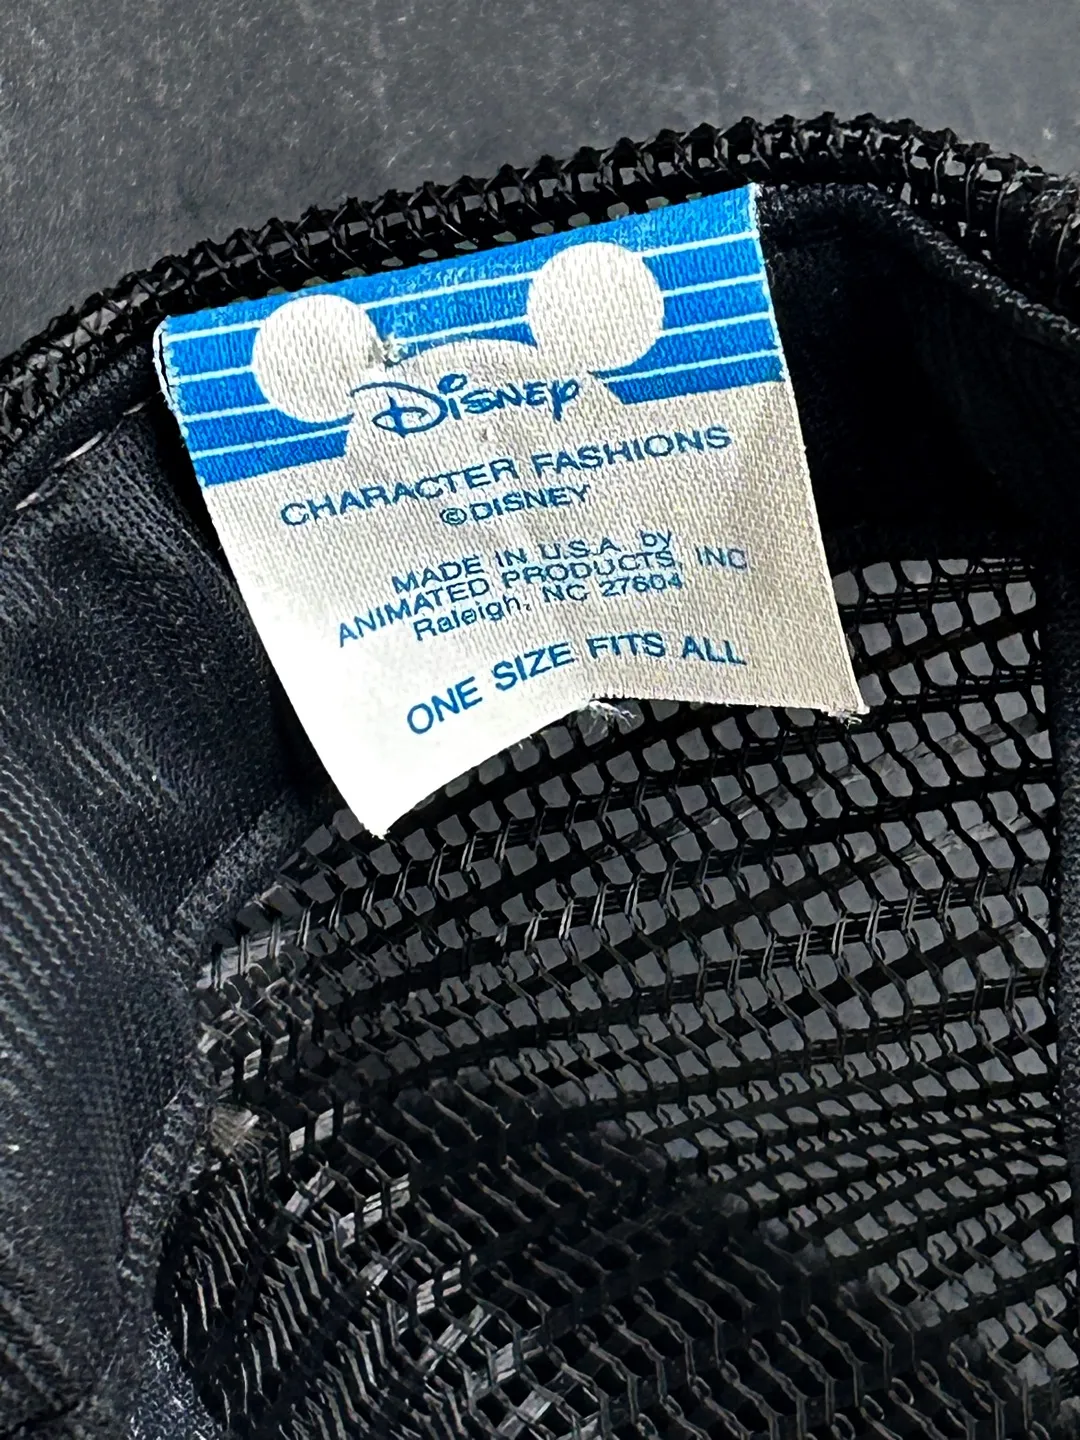 Disney
CHARACTER FASHIONS
©DISNEY
MADE IN U.S.A. by
ANIMATED PRODUCTS, INC
Raleigh, NC 27604
ONE SIZE FITS ALL